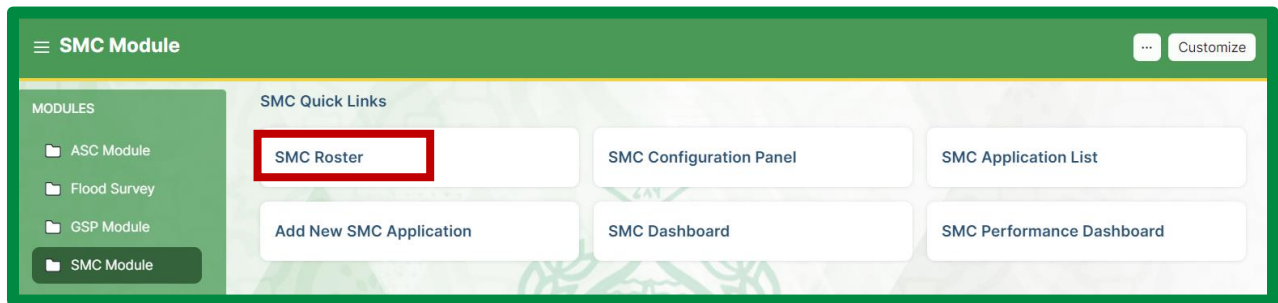 SMC Module
... Customize
MODULES
ASC Module
Flood Survey
GSP Module
SMC Module
SMC Quick Links
SMC Roster
SMC Configuration Panel
SMC Application List
Add New SMC Application
SMC Dashboard
SMC Performance Dashboard